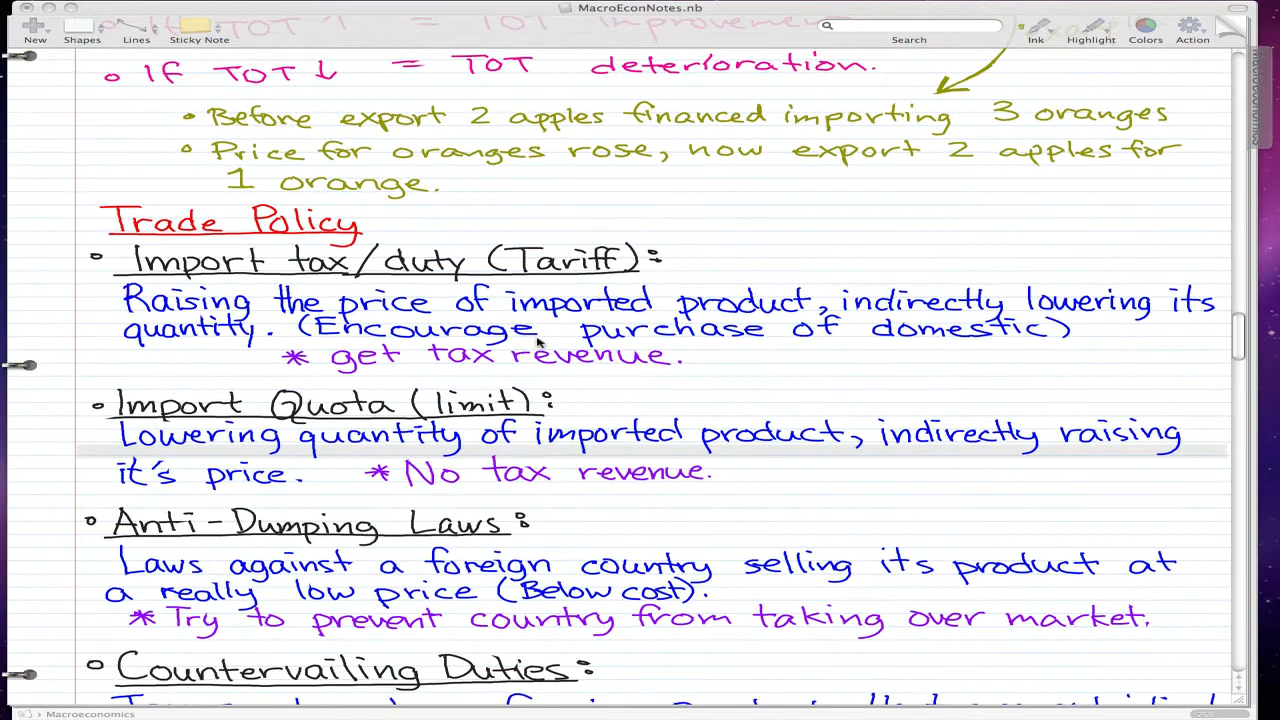 MacroEconNotes.nb
New Shapes Lines Sticky Note Search Ink Highlight Colors Action
If TOT ↑ = TOT Improvement
• If TOT ↓ = TOT deterioration.
• Before export 2 apples financed importing 3 oranges
• Price for oranges rose, now export 2 apples for
1 orange.
Trade Policy
• Import tax/duty (Tariff):
Raising the price of imported product, indirectly lowering its
quantity. (Encourage purchase of domestic)
* get tax revenue.
• Import Quota (limit):
Lowering quantity of imported product, indirectly raising
it's price. * No tax revenue.
• Anti-Dumping Laws:
Laws against a foreign country selling its product at
a really low price (Below cost).
* Try to prevent country from taking over market.
• Countervailing Duties:
Macroeconomics